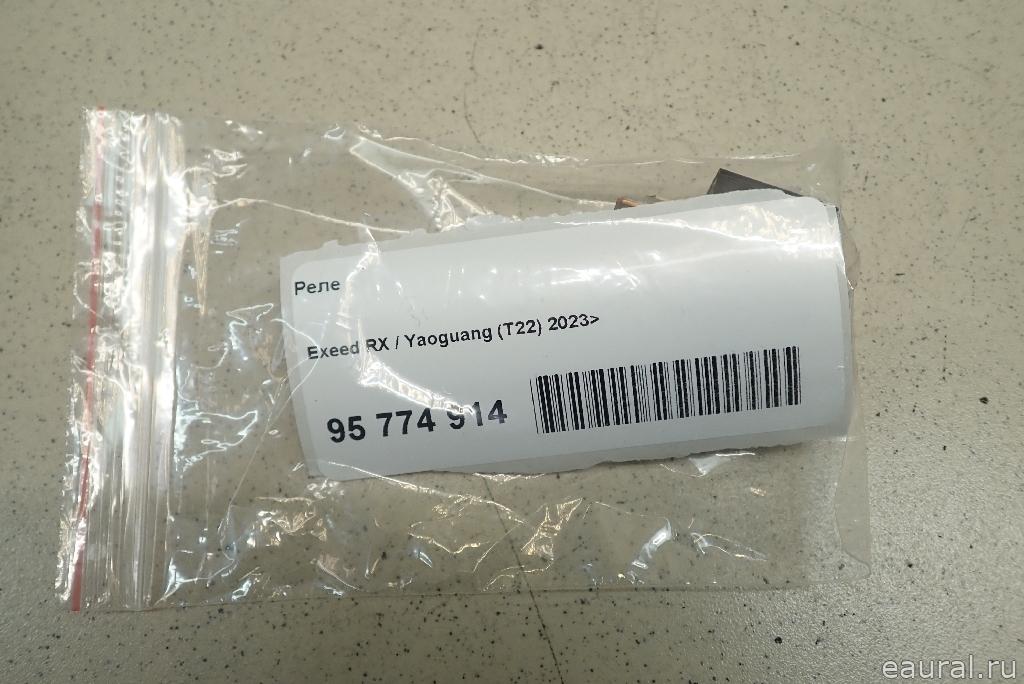 Реле
Exeed RX / Yaoguang (T22) 2023>
95 774 914
eaural.ru